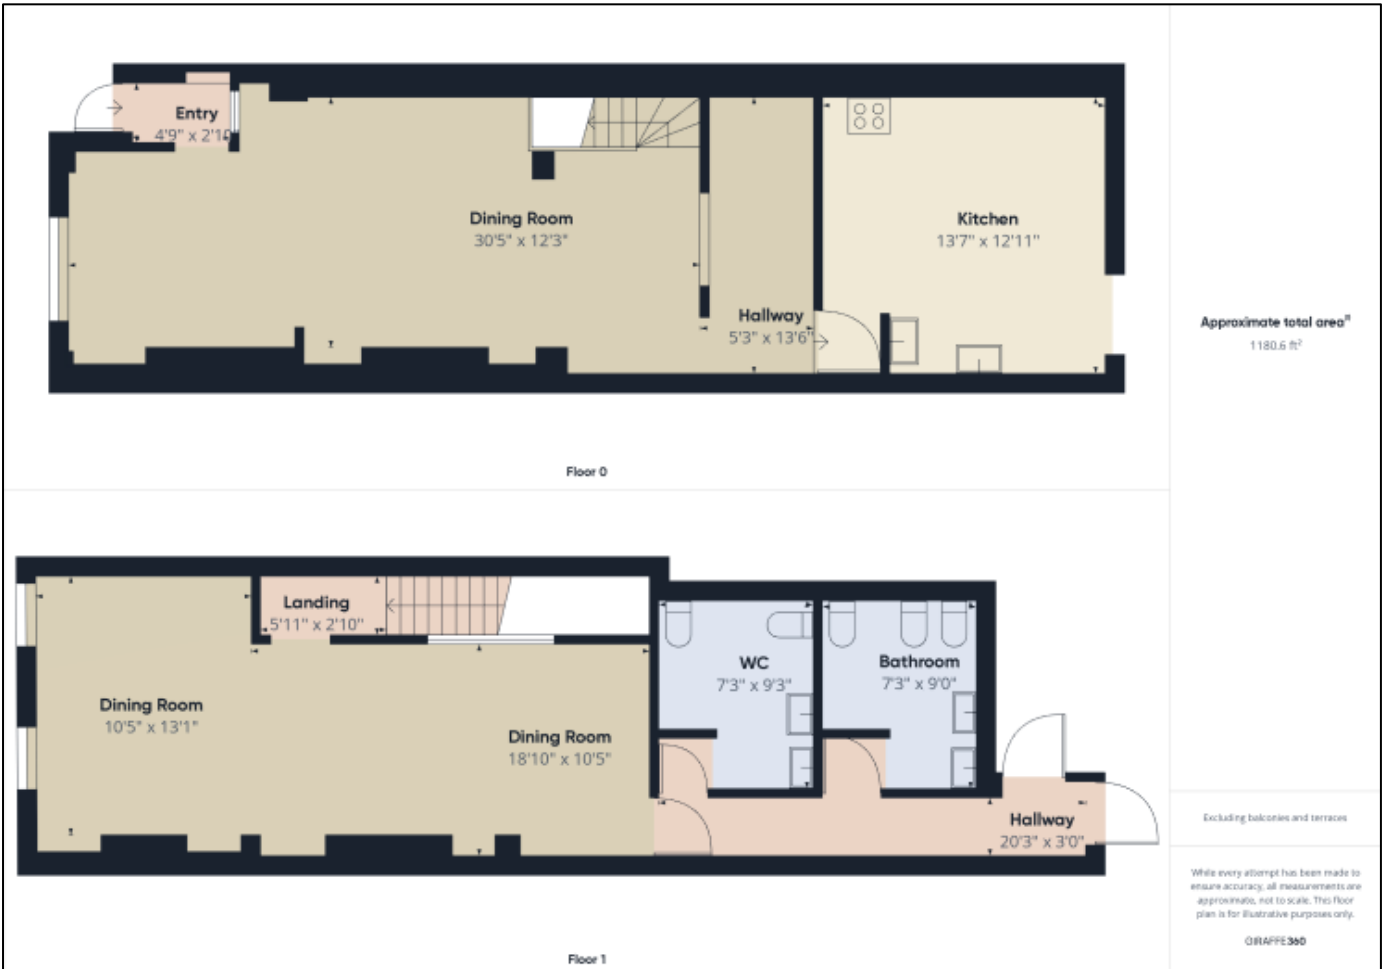 Entry
4'9" x 2'10
Dining Room
30'5" x 12'3"
Kitchen
13'7" x 12'11"
Hallway
5'3" x 13'6"
Floor 0
Landing
5'11" x 2'10"
WC
7'3" x 9'3"
Bathroom
7'3" x 9'0"
Dining Room
10'5" x 13'1"
Dining Room
18'10" x 10'5"
Hallway
20'3" x 3'0"
Floor 1
Approximate total area
1180.6 ft²
Excluding balconies and terraces
While every attempt has been made to
ensure accuracy, all measurements are
approximate, not to scale. This floor
plan is for illustrative purposes only.
GIRAFFE360